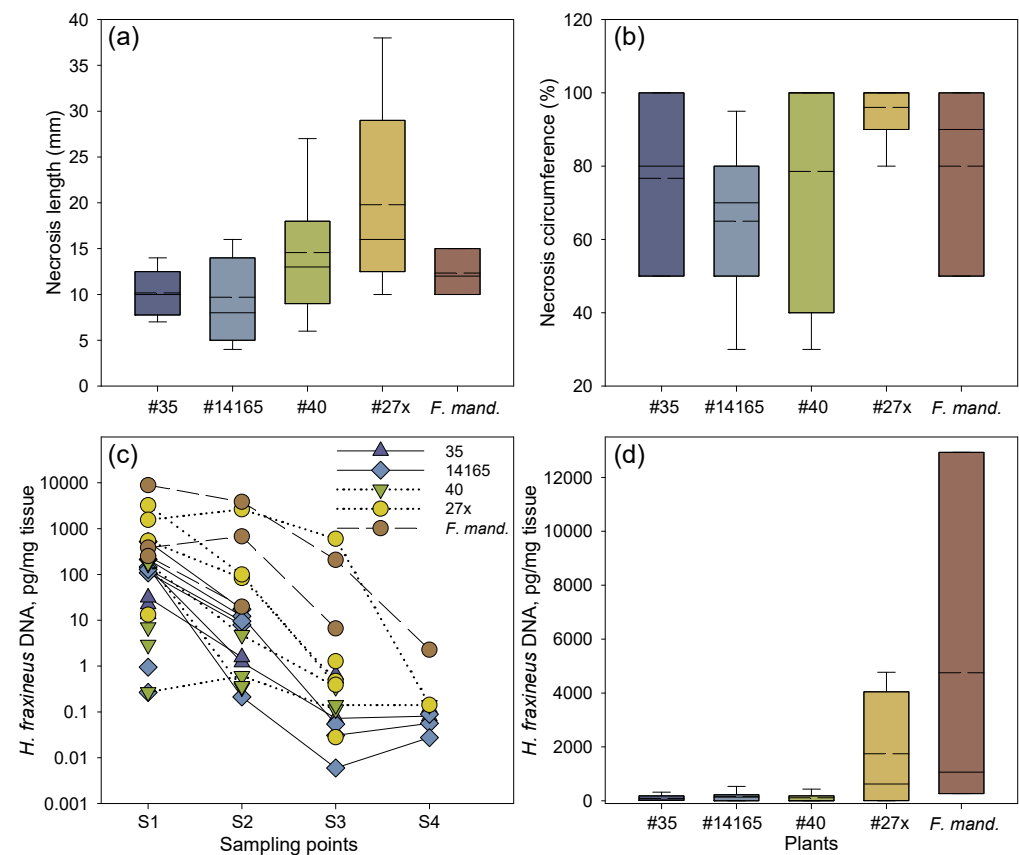 (a)
Necrosis length (mm)
40
35
30
25
20
15
10
5
0
#35 #14165 #40 #27x F. mand.
(b)
Necrosis ccircumference (%)
120
100
80
60
40
20
#35 #14165 #40 #27x F. mand.
(c)
H. fraxineus DNA, pg/mg tissue
10000
1000
100
10
1
0.1
0.01
0.001
35
14165
40
27x
F. mand.
S1 S2 S3 S4
Sampling points
(d)
H. fraxineus DNA, pg/mg tissue
12000
10000
8000
6000
4000
2000
0
#35 #14165 #40 #27x F. mand.
Plants